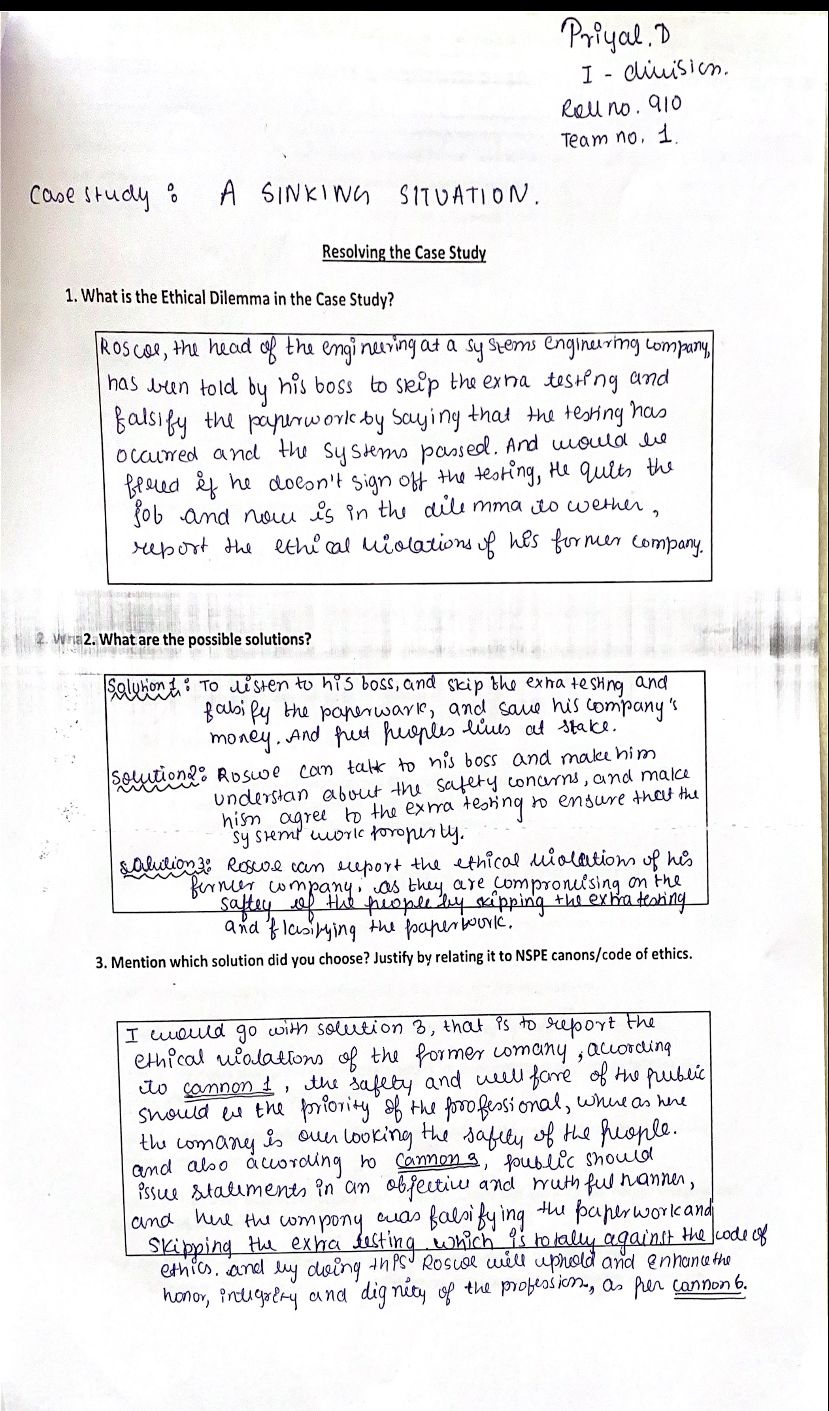 Priyal.D
I - division.
Roll no. 910
Team no. 1.
Case study : A SINKING SITUATION.
Resolving the Case Study
1. What is the Ethical Dilemma in the Case Study?
Roscoe, the head of the engineering at a systems engineering company,
has been told by his boss to skip the extra testing and
falsify the paperwork by saying that the testing has
occurred and the systems passed. And would be
fired if he doesn't sign off the testing, He quits the
job and now is in the dilemma to wether,
report the ethical violations of his former company.
2. What are the possible solutions?
Solution 1: To listen to his boss, and skip the extra testing and
falsify the paperwark, and save his company's
money. And put peoples lives at stake.
Solution 2: Roscoe can talk to his boss and make him
understan about the safety concerns, and make
him agree to the extra testing to ensure that the
systems work properly.
Solution 3: Roscoe can report the ethical violations of his
former company, as they are compromising on the
saftey of the people by skipping the extra testing
and flasifying the paperwork.
3. Mention which solution did you choose? Justify by relating it to NSPE canons/code of ethics.
I would go with solution 3, that is to report the
ethical violations of the former comany, according
to cannon 1, the safety and well fare of the public
should be the priority of the professional, where as here
the comany is over looking the safety of the people.
and also according to cannon 3, public should
issue statements in an objective and truthful manner,
and here the company was falsifying the paperwork and
skipping the extra testing which is totally against the code of
ethics. and by doing this Roscoe will uphold and enhance the
honor, integrity and dignity of the profession, as per cannon 6.